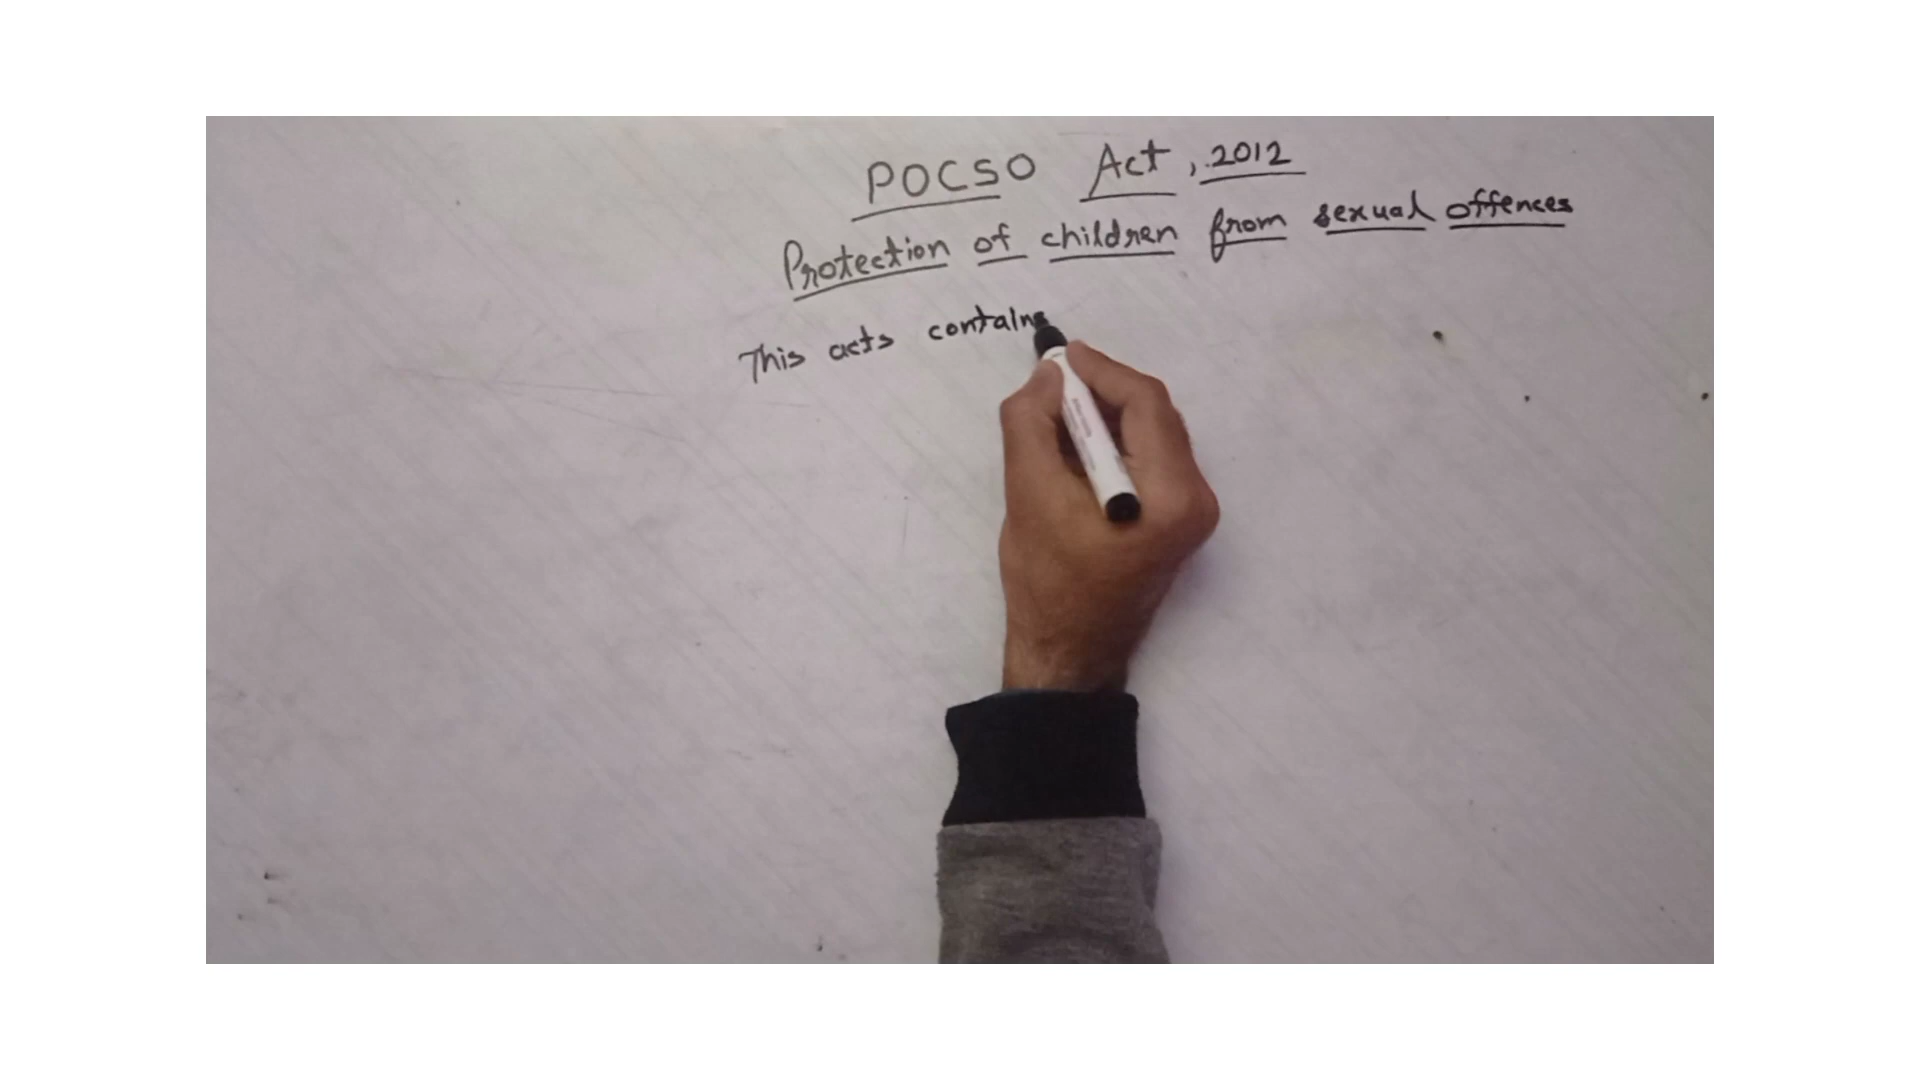 POCSO Act, 2012
Protection of children from sexual offences
This acts contains